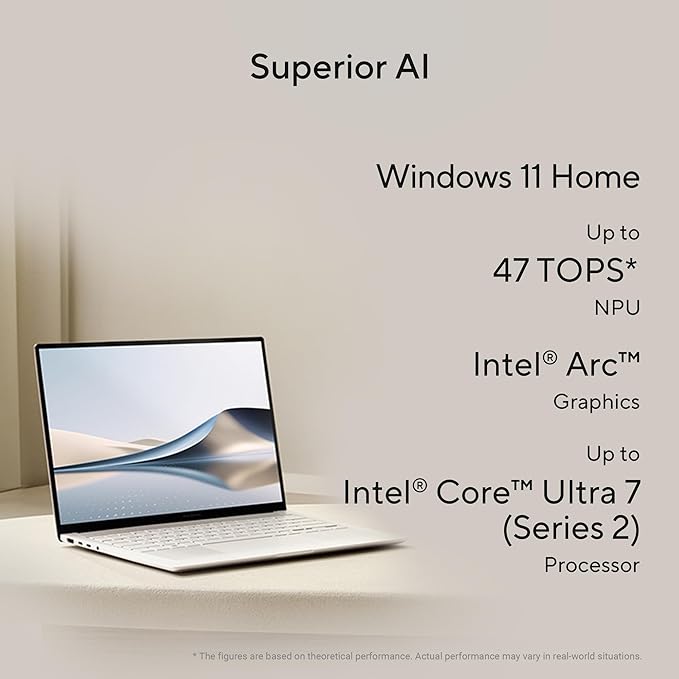 Superior AI
Windows 11 Home
Up to
47 TOPS*
NPU
Intel® Arc™
Graphics
Up to
Intel® Core™ Ultra 7
(Series 2)
Processor
* The figures are based on theoretical performance. Actual performance may vary in real-world situations.